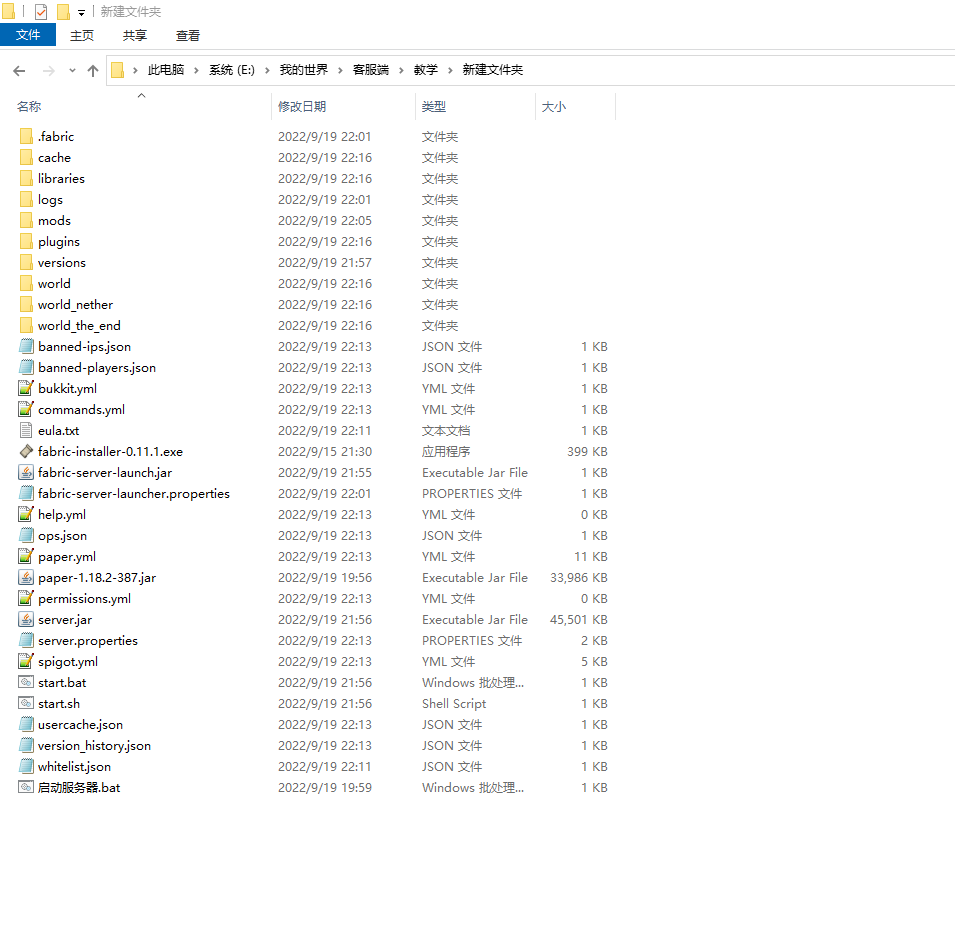 新建文件夹
文件 主页 共享 查看
此电脑 系统 (E:) 我的世界 客服端 教学 新建文件夹
名称 修改日期 类型 大小
.fabric 2022/9/19 22:01 文件夹
cache 2022/9/19 22:16 文件夹
libraries 2022/9/19 22:16 文件夹
logs 2022/9/19 22:01 文件夹
mods 2022/9/19 22:05 文件夹
plugins 2022/9/19 22:16 文件夹
versions 2022/9/19 21:57 文件夹
world 2022/9/19 22:16 文件夹
world_nether 2022/9/19 22:16 文件夹
world_the_end 2022/9/19 22:16 文件夹
banned-ips.json 2022/9/19 22:13 JSON 文件 1 KB
banned-players.json 2022/9/19 22:13 JSON 文件 1 KB
bukkit.yml 2022/9/19 22:13 YML 文件 1 KB
commands.yml 2022/9/19 22:13 YML 文件 1 KB
eula.txt 2022/9/19 22:11 文本文档 1 KB
fabric-installer-0.11.1.exe 2022/9/15 21:30 应用程序 399 KB
fabric-server-launch.jar 2022/9/19 21:55 Executable Jar File 1 KB
fabric-server-launcher.properties 2022/9/19 22:01 PROPERTIES 文件 1 KB
help.yml 2022/9/19 22:13 YML 文件 0 KB
ops.json 2022/9/19 22:13 JSON 文件 1 KB
paper.yml 2022/9/19 22:13 YML 文件 11 KB
paper-1.18.2-387.jar 2022/9/19 19:56 Executable Jar File 33,986 KB
permissions.yml 2022/9/19 22:13 YML 文件 0 KB
server.jar 2022/9/19 21:56 Executable Jar File 45,501 KB
server.properties 2022/9/19 22:13 PROPERTIES 文件 2 KB
spigot.yml 2022/9/19 22:13 YML 文件 5 KB
start.bat 2022/9/19 21:56 Windows 批处理... 1 KB
start.sh 2022/9/19 21:56 Shell Script 1 KB
usercache.json 2022/9/19 22:13 JSON 文件 1 KB
version_history.json 2022/9/19 22:13 JSON 文件 1 KB
whitelist.json 2022/9/19 22:11 JSON 文件 1 KB
启动服务器.bat 2022/9/19 19:59 Windows 批处理... 1 KB